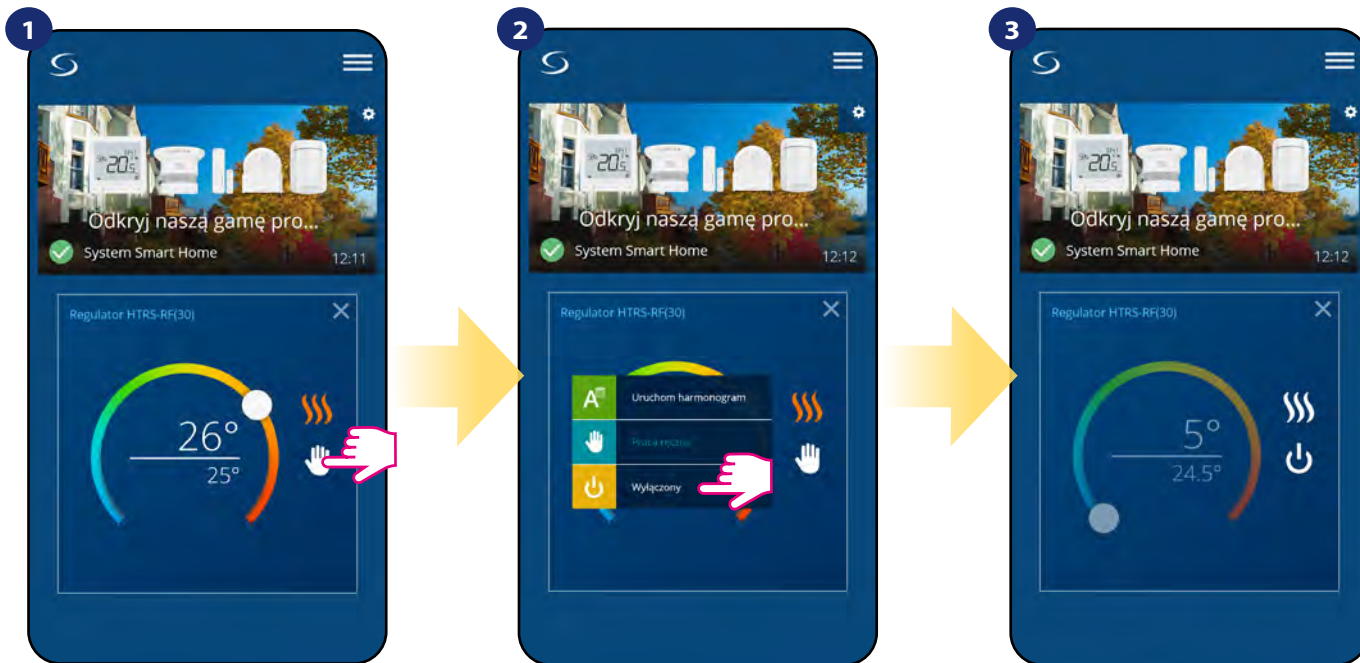 1
Odkryj naszą gamę pro...
System Smart Home
12:11
Regulator HTRS-RF(30)
26°
25°
2
Odkryj naszą gamę pro...
System Smart Home
12:12
Regulator HTRS-RF(30)
A
Uruchom harmonogram
Praca ręczna
Wyłączony
3
Odkryj naszą gamę pro...
System Smart Home
12:12
Regulator HTRS-RF(30)
5°
24.5°